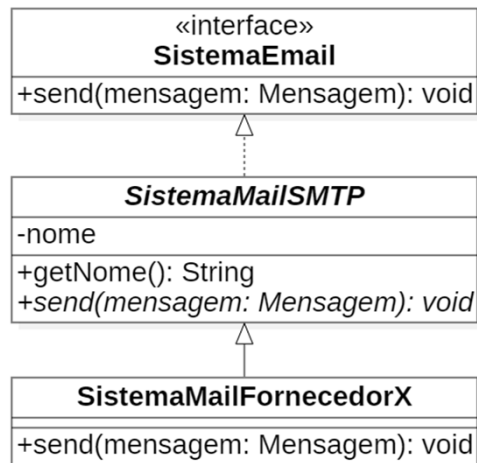 «interface»
SistemaEmail
+send(mensagem: Mensagem): void
SistemaMailSMTP
-nome
+getNome(): String
+send(mensagem: Mensagem): void
SistemaMailFornecedorX
+send(mensagem: Mensagem): void